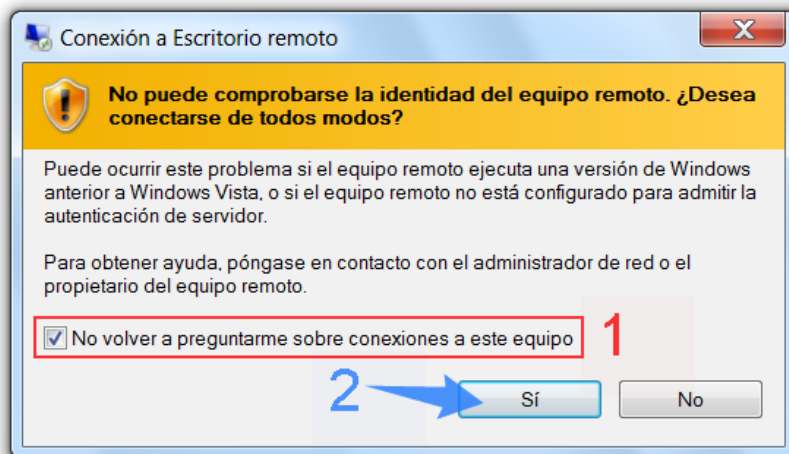 Conexión a Escritorio remoto
No puede comprobarse la identidad del equipo remoto. ¿Desea
conectarse de todos modos?
Puede ocurrir este problema si el equipo remoto ejecuta una versión de Windows
anterior a Windows Vista, o si el equipo remoto no está configurado para admitir la
autenticación de servidor.
Para obtener ayuda, póngase en contacto con el administrador de red o el
propietario del equipo remoto.
No volver a preguntarme sobre conexiones a este equipo 1
2 Sí No